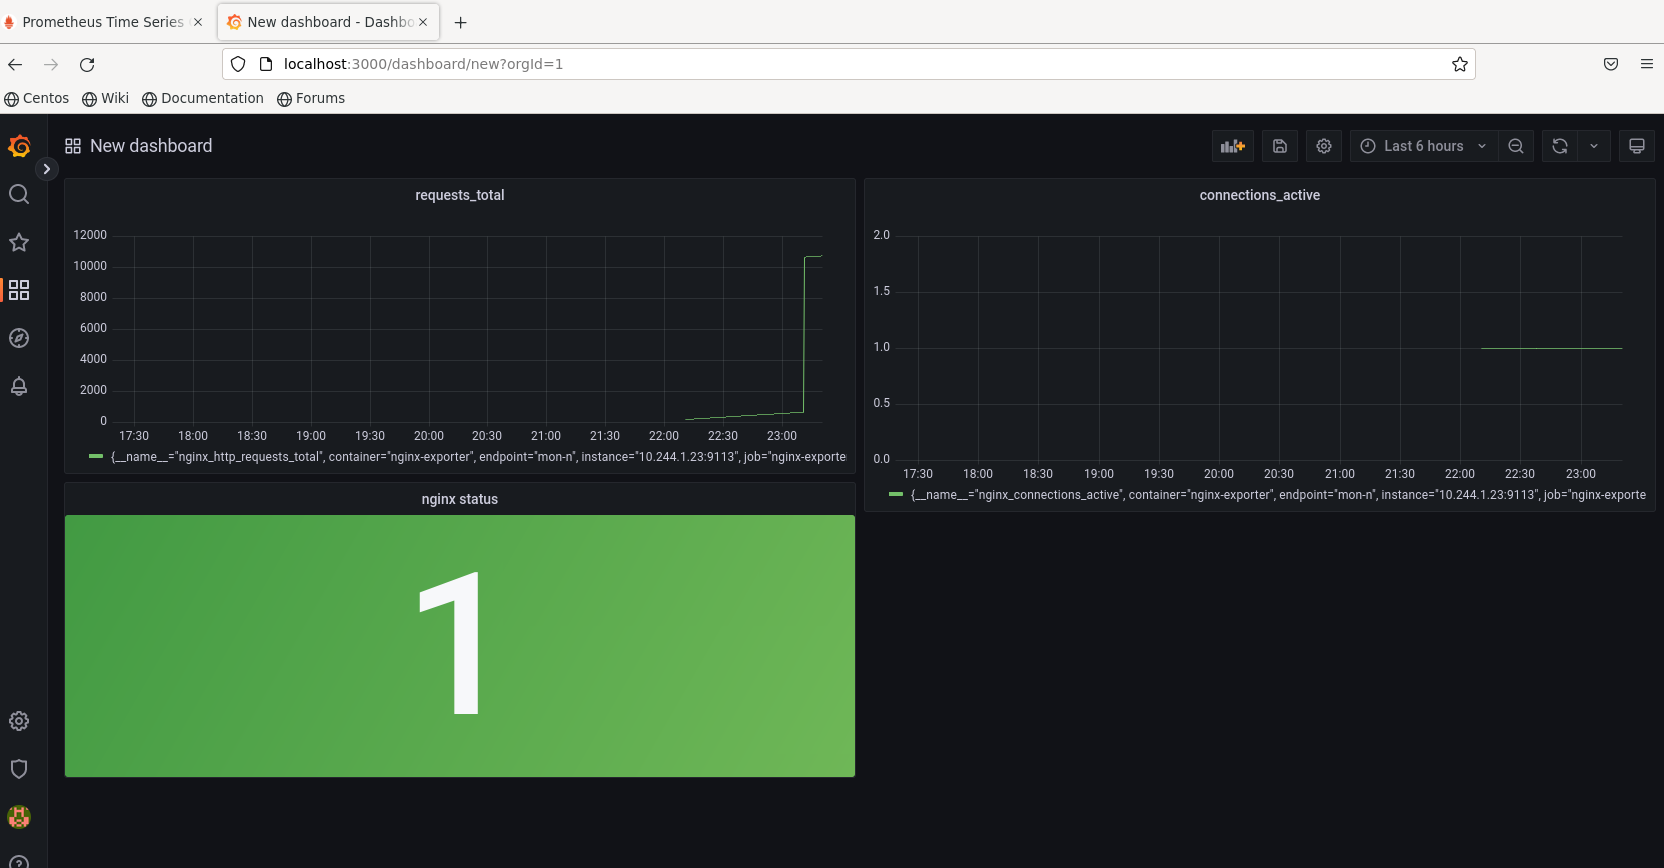 Prometheus Time Series
New dashboard - Dashbo
localhost:3000/dashboard/new?orgId=1
Centos Wiki Documentation Forums
New dashboard
Last 6 hours
requests_total
12000
10000
8000
6000
4000
2000
0
17:30 18:00 18:30 19:00 19:30 20:00 20:30 21:00 21:30 22:00 22:30 23:00
{__name__="nginx_http_requests_total", container="nginx-exporter", endpoint="mon-n", instance="10.244.1.23:9113", job="nginx-exporte
connections_active
2.0
1.5
1.0
0.5
0.0
17:30 18:00 18:30 19:00 19:30 20:00 20:30 21:00 21:30 22:00 22:30 23:00
{__name__="nginx_connections_active", container="nginx-exporter", endpoint="mon-n", instance="10.244.1.23:9113", job="nginx-exporte
nginx status
1